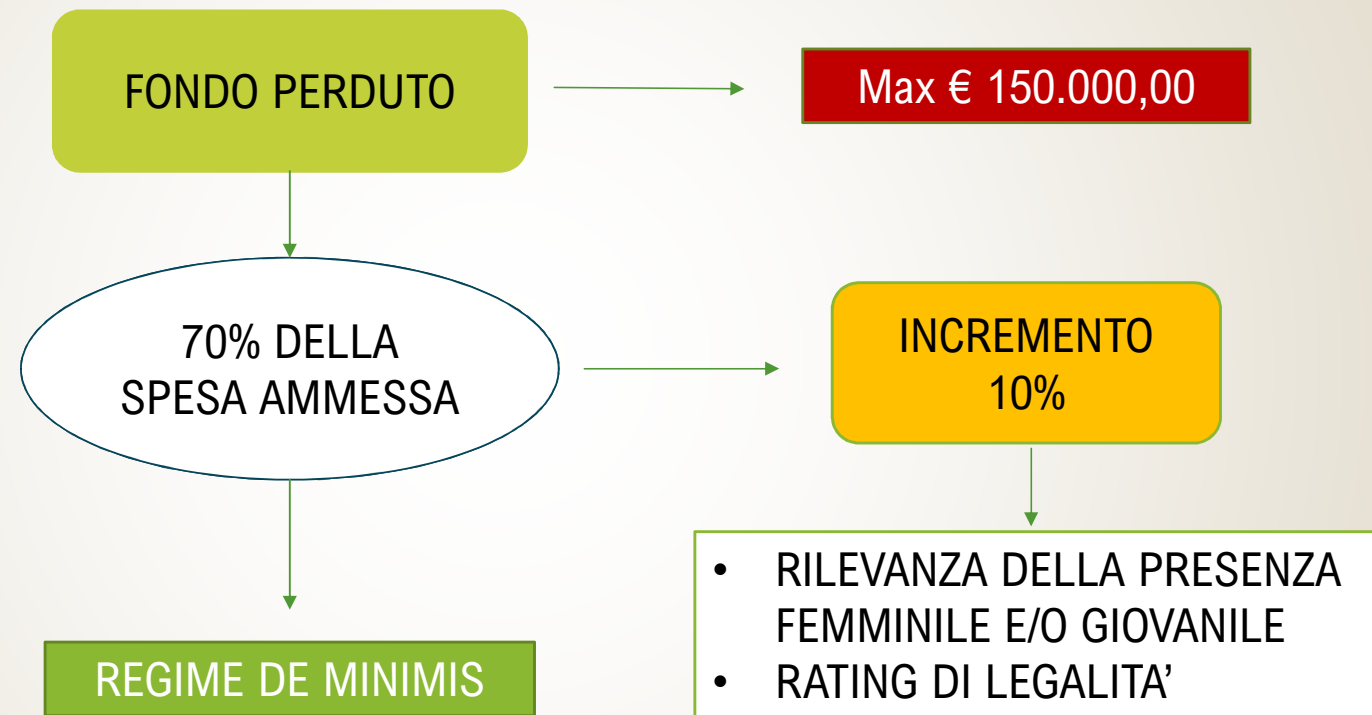 FONDO PERDUTO
Max € 150.000,00
70% DELLA
SPESA AMMESSA
INCREMENTO
10%
REGIME DE MINIMIS
• RILEVANZA DELLA PRESENZA
FEMMINILE E/O GIOVANILE
• RATING DI LEGALITA’